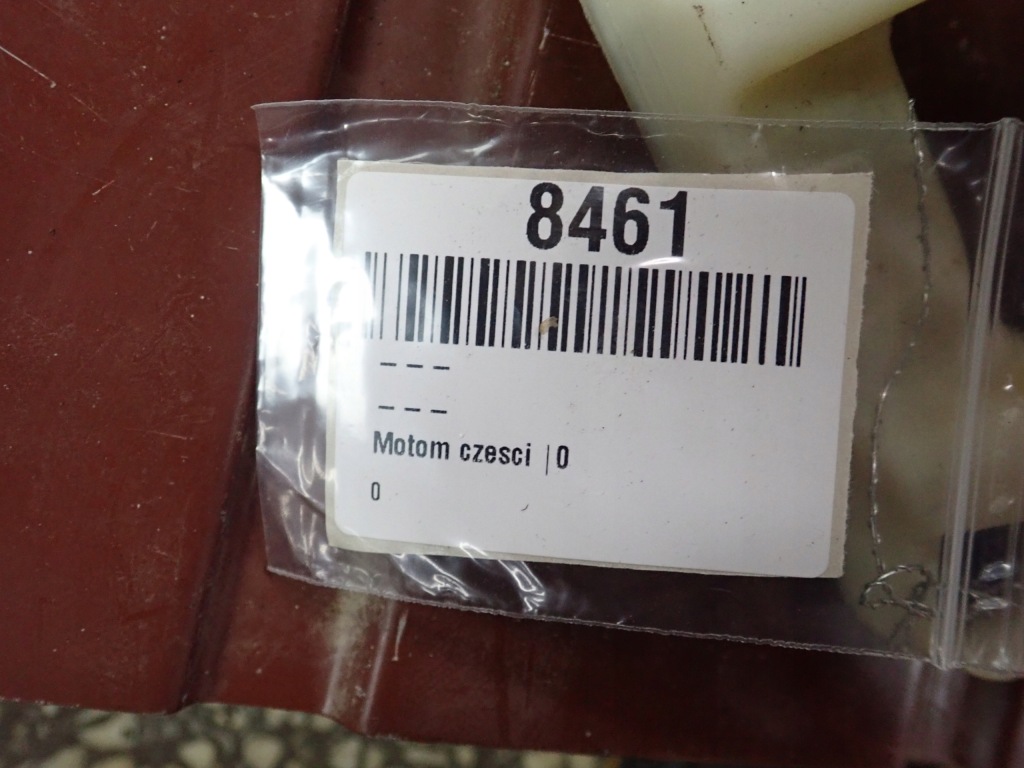 8461
---
---
Motom czesci |0
0